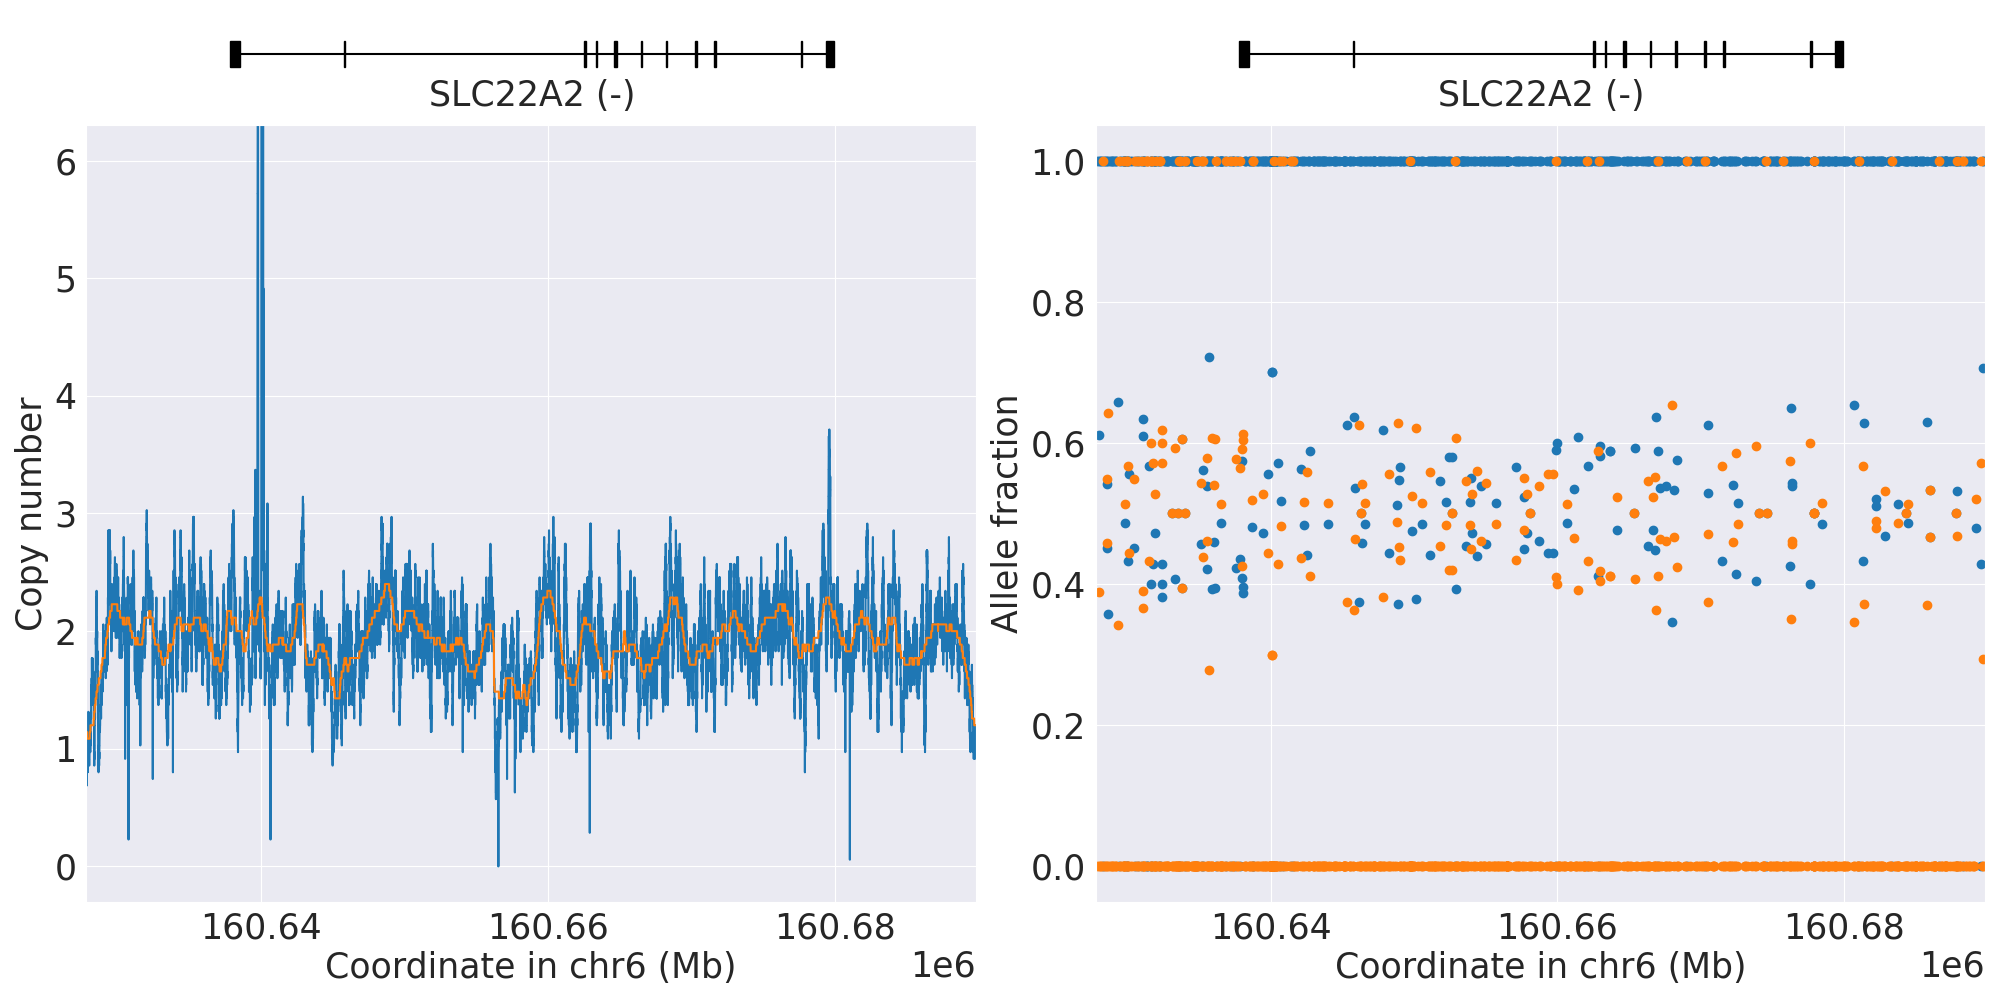 SLC22A2 (-)
SLC22A2 (-)
Copy number
6
5
4
3
2
1
0
160.64
160.66
160.68
Coordinate in chr6 (Mb)
1e6
Allele fraction
1.0
0.8
0.6
0.4
0.2
0.0
160.64
160.66
160.68
Coordinate in chr6 (Mb)
1e6